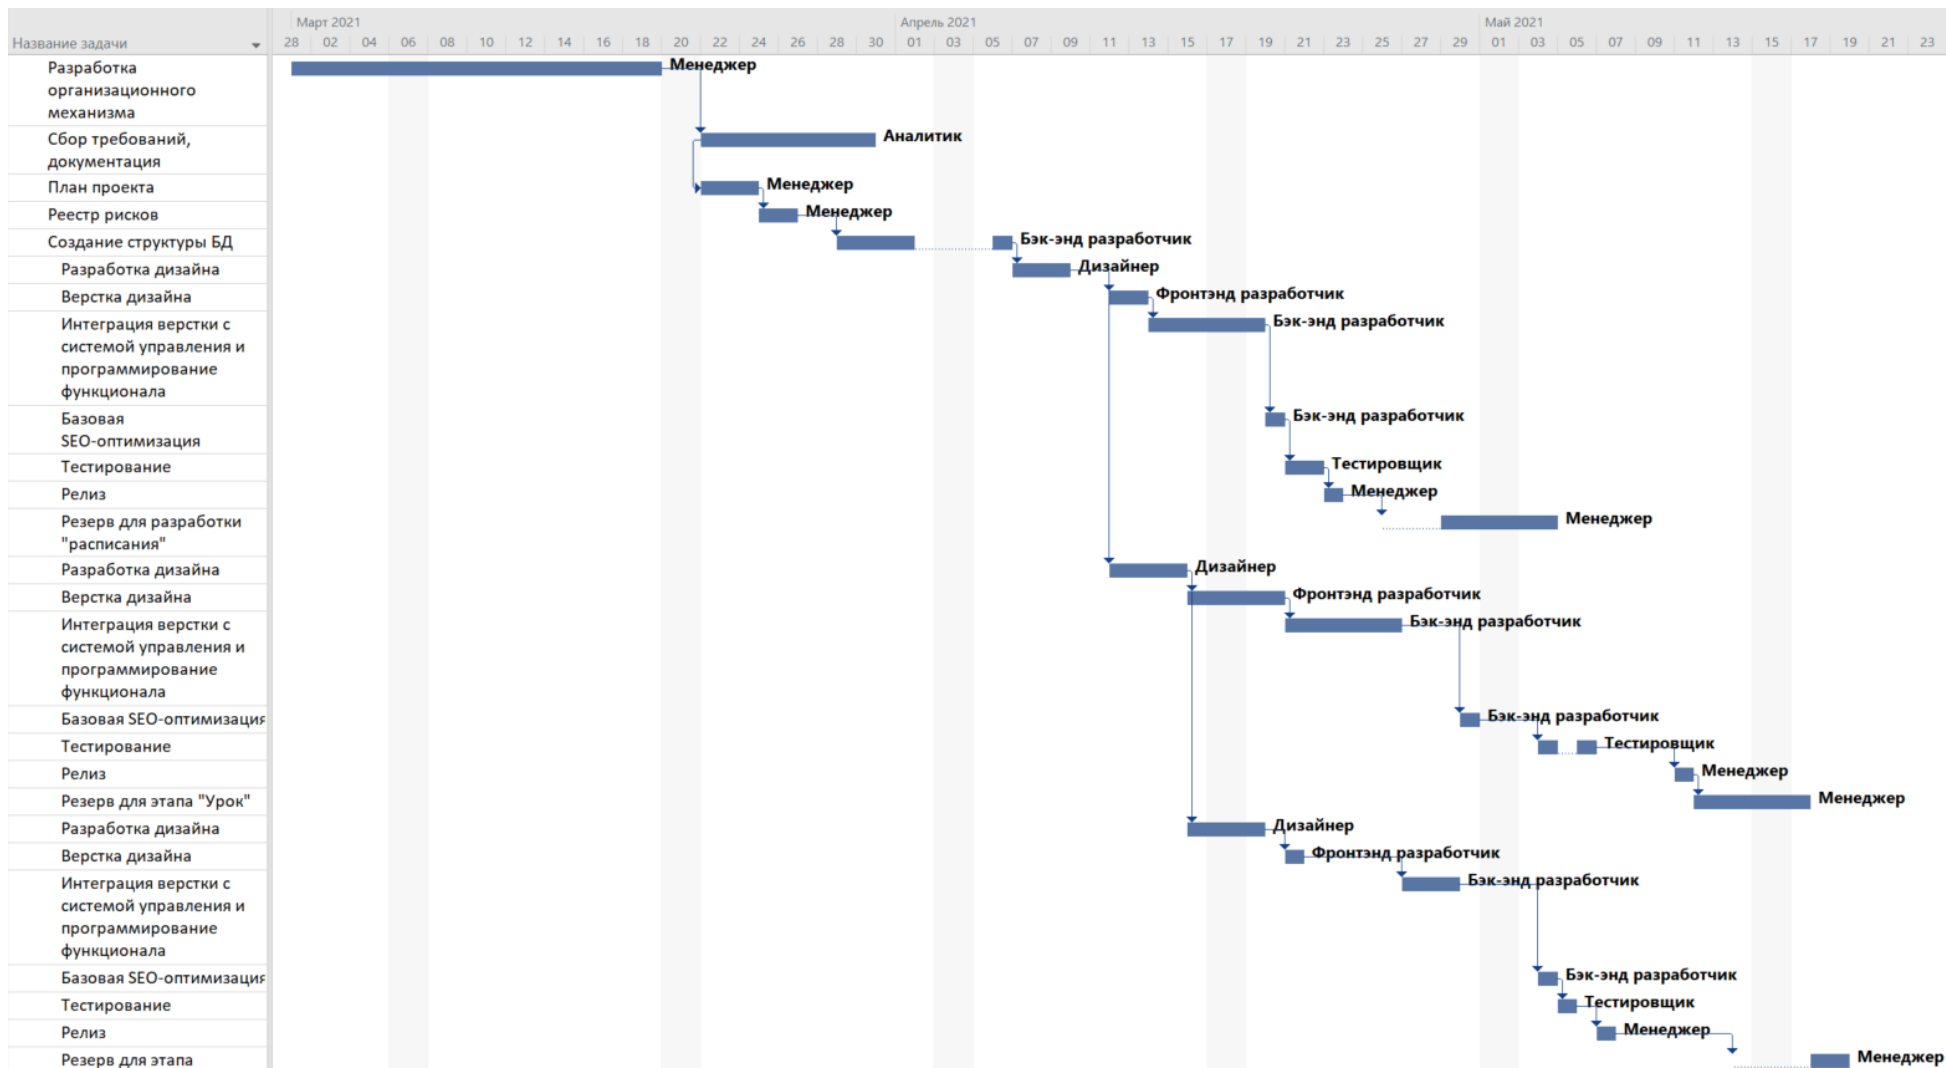 Март 2021 Апрель 2021 Май 2021
Название задачи 28 02 04 06 08 10 12 14 16 18 20 22 24 26 28 30 01 03 05 07 09 11 13 15 17 19 21 23 25 27 29 01 03 05 07 09 11 13 15 17 19 21 23
Разработка Менеджер
организационного
механизма
Сбор требований, Аналитик
документация
План проекта Менеджер
Реестр рисков Менеджер
Создание структуры БД Бэк-энд разработчик
Разработка дизайна Дизайнер
Верстка дизайна Фронтэнд разработчик
Интеграция верстки с Бэк-энд разработчик
системой управления и
программирование
функционала
Базовая Бэк-энд разработчик
SEO-оптимизация
Тестирование Тестировщик
Релиз Менеджер
Резерв для разработки Менеджер
"расписания"
Разработка дизайна Дизайнер
Верстка дизайна Фронтэнд разработчик
Интеграция верстки с Бэк-энд разработчик
системой управления и
программирование
функционала
Базовая SEO-оптимизация Бэк-энд разработчик
Тестирование Тестировщик
Релиз Менеджер
Резерв для этапа "Урок" Менеджер
Разработка дизайна Дизайнер
Верстка дизайна Фронтэнд разработчик
Интеграция верстки с Бэк-энд разработчик
системой управления и
программирование
функционала
Базовая SEO-оптимизация Бэк-энд разработчик
Тестирование Тестировщик
Релиз Менеджер
Резерв для этапа Менеджер